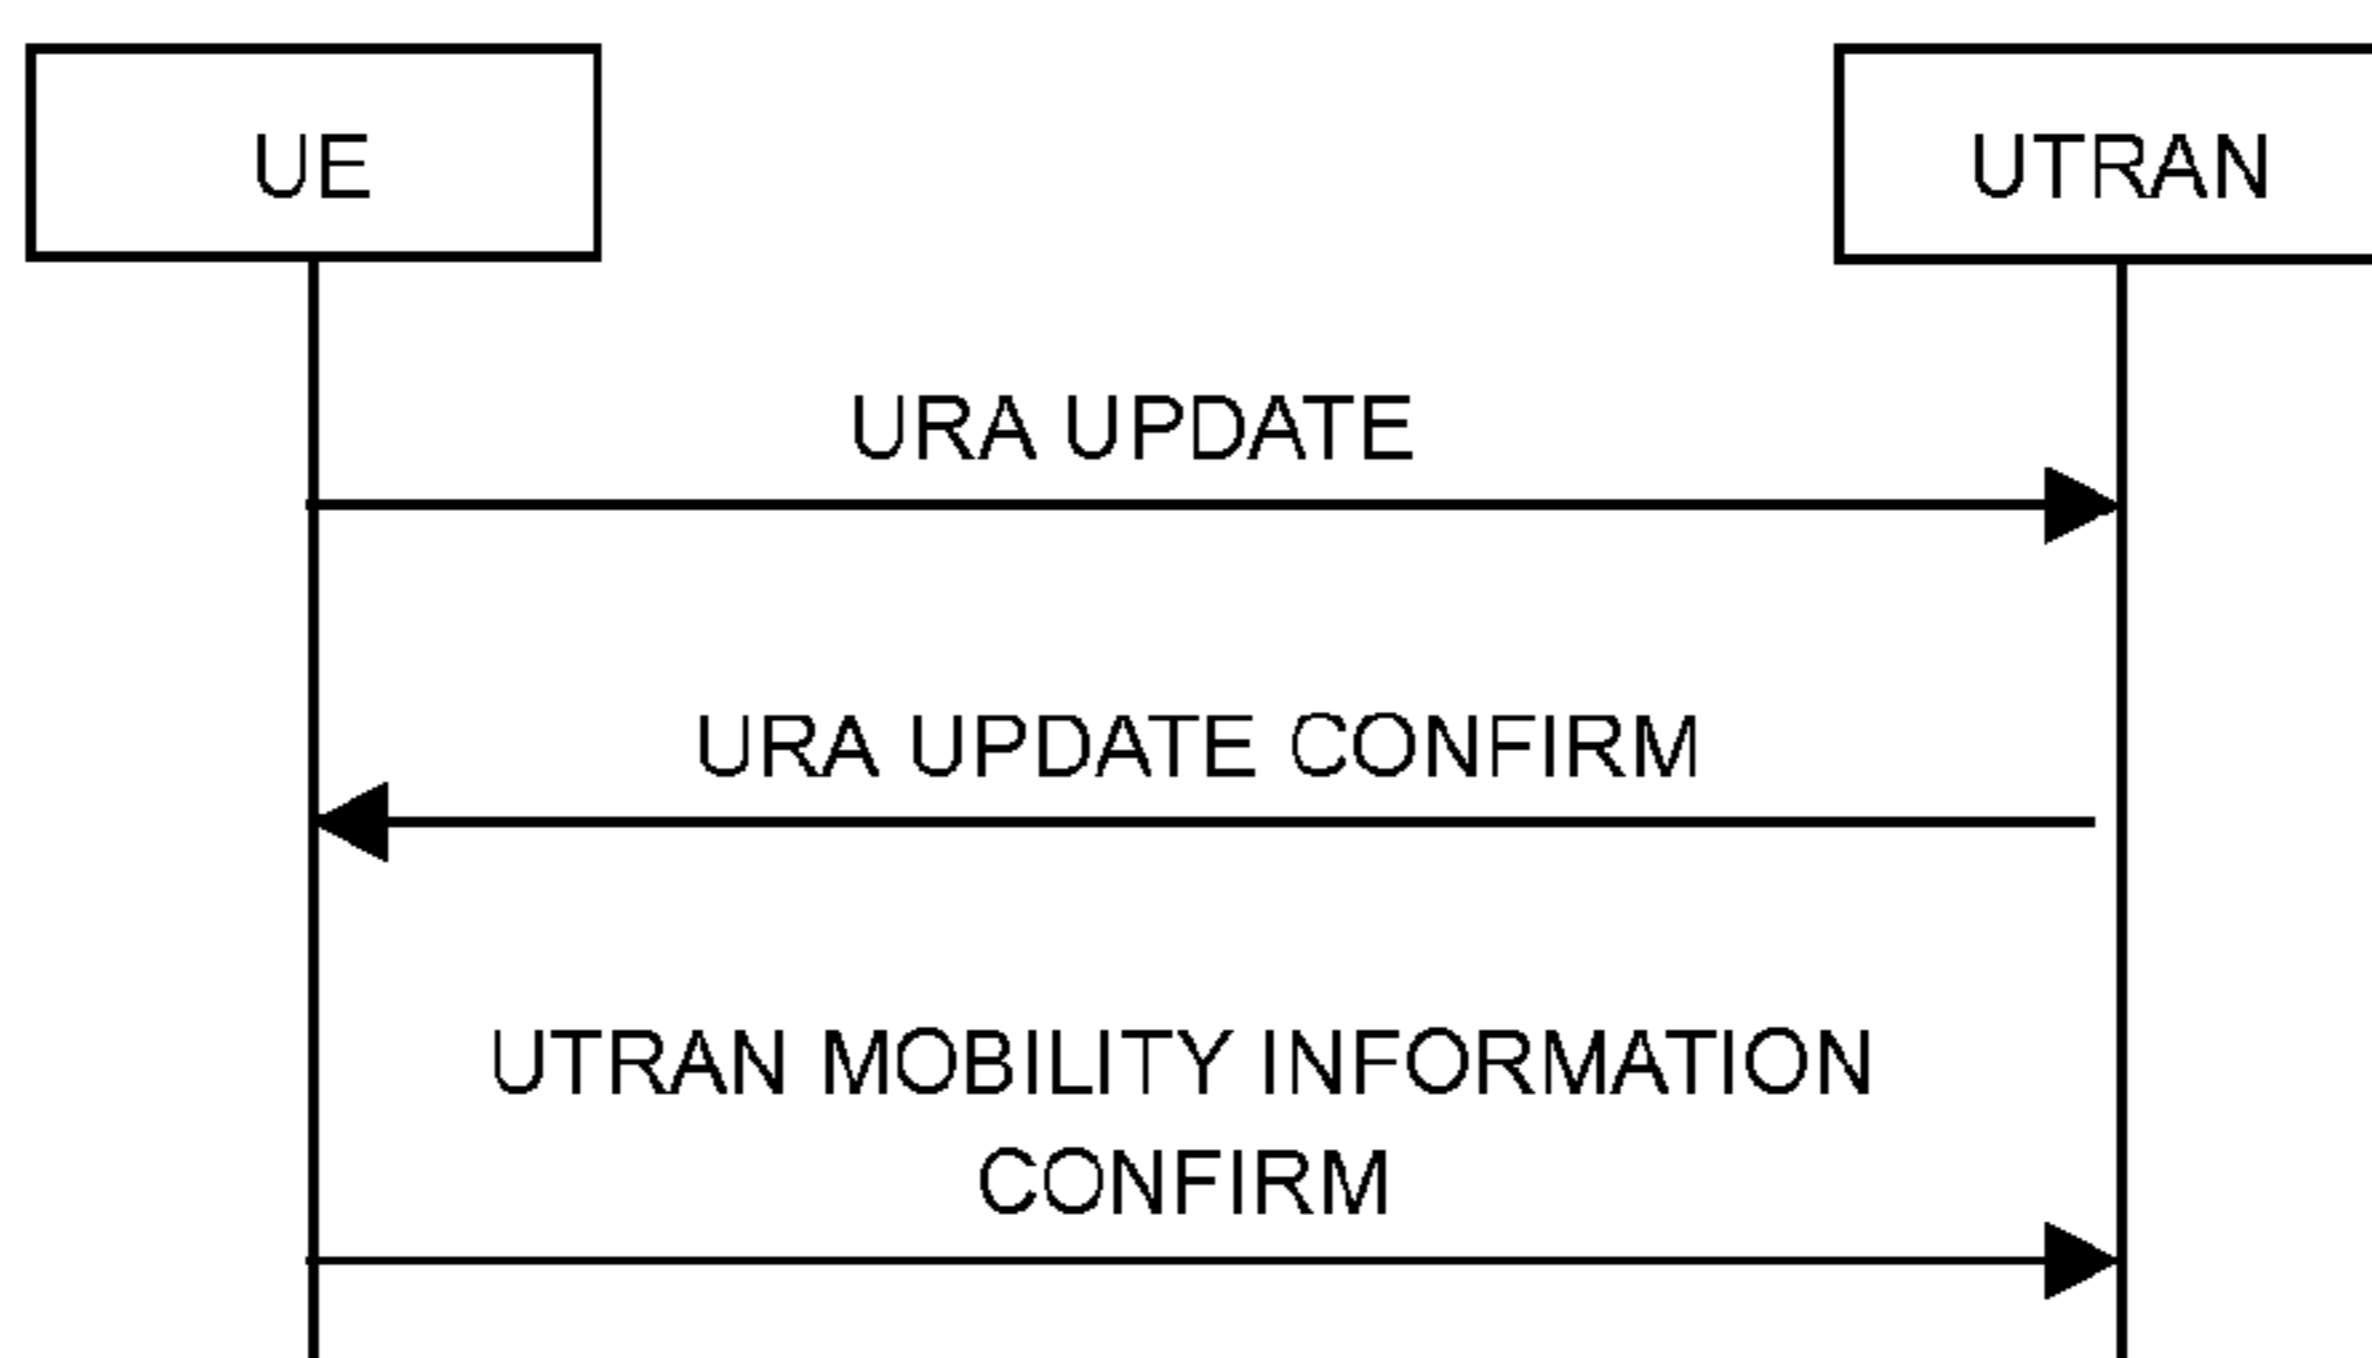 UE
UTRAN
URA UPDATE
URA UPDATE CONFIRM
UTRAN MOBILITY INFORMATION
CONFIRM